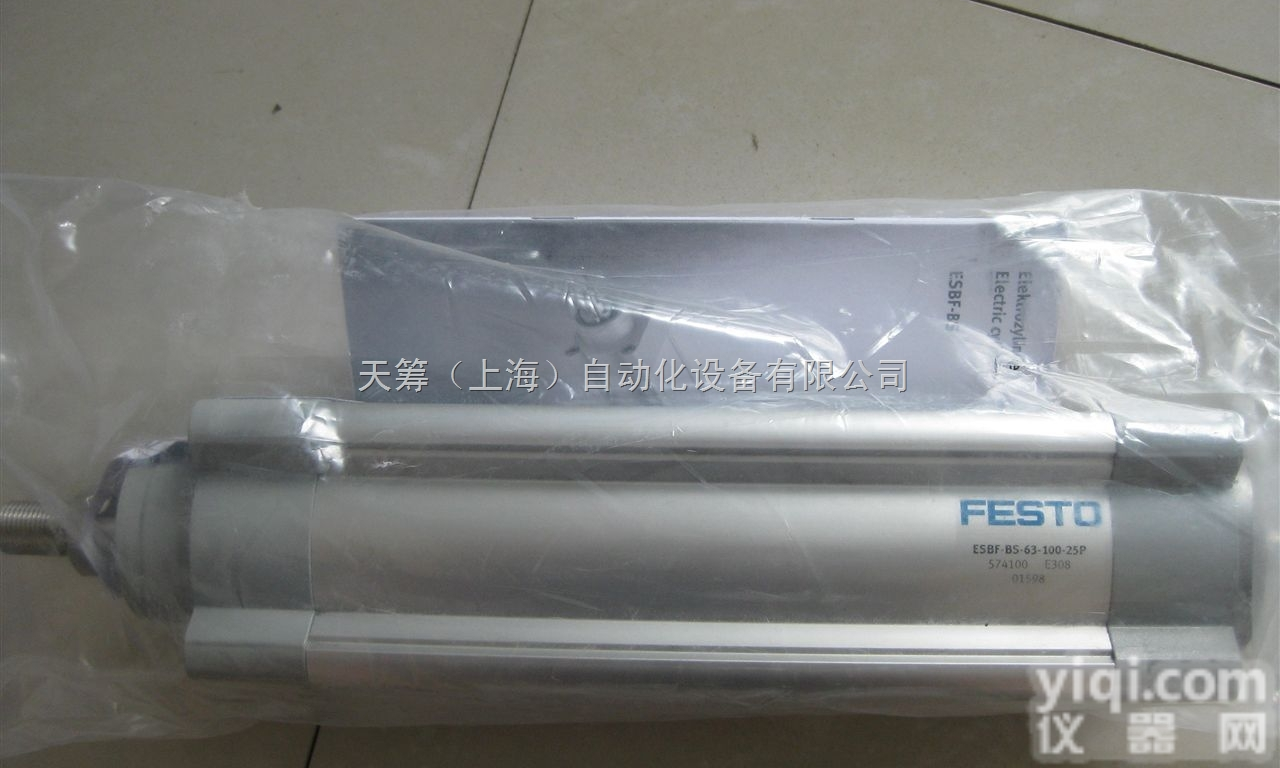 Elektrozylinder
Electric cy
ESBF-BS
天筹（上海）自动化设备有限公司
FESTO
ESBF-BS-63-100-25P
574100 E308
01598
yiqi.com
仪器网